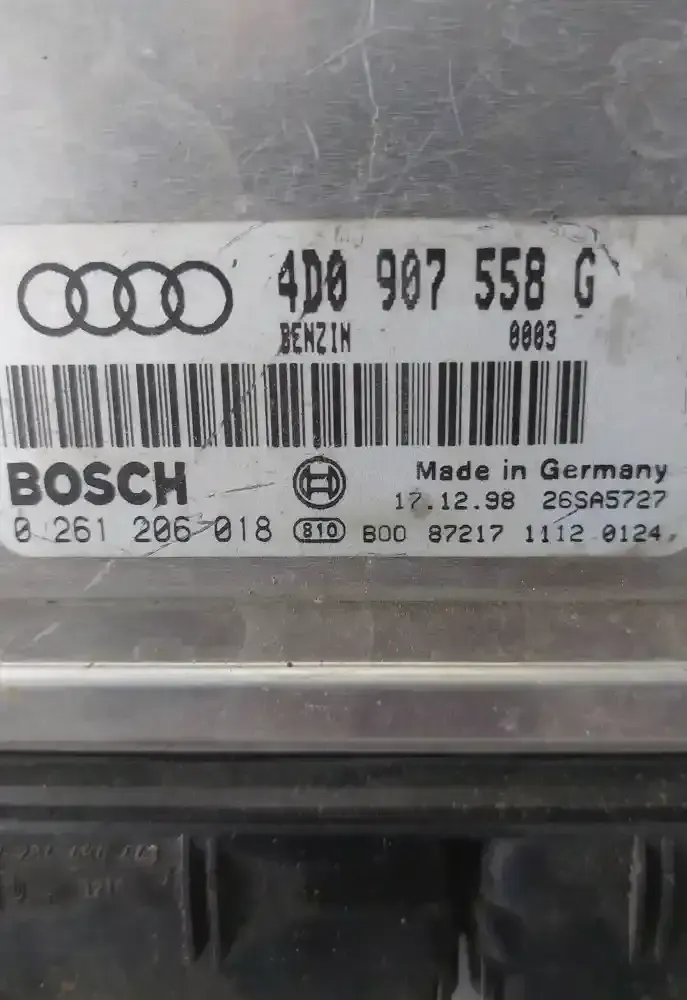 4D0 907 558 G
BENZIN 0003
BOSCH Made in Germany
17.12.98 26SA5727
0 261 206 018 810 B00 87217 1112 0124